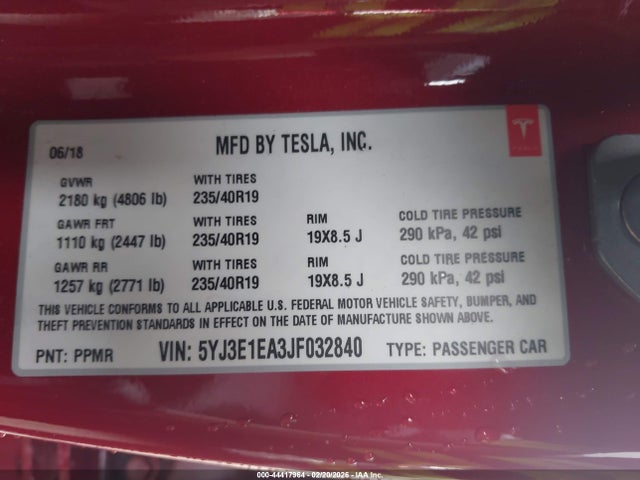 06/18 MFD BY TESLA, INC.
TESLA
GVWR WITH TIRES
2180 kg (4806 lb) 235/40R19
GAWR FRT WITH TIRES RIM COLD TIRE PRESSURE
1110 kg (2447 lb) 235/40R19 19X8.5 J 290 kPa, 42 psi
GAWR RR WITH TIRES RIM COLD TIRE PRESSURE
1257 kg (2771 lb) 235/40R19 19X8.5 J 290 kPa, 42 psi
THIS VEHICLE CONFORMS TO ALL APPLICABLE U.S. FEDERAL MOTOR VEHICLE SAFETY, BUMPER, AND
THEFT PREVENTION STANDARDS IN EFFECT ON THE DATE OF MANUFACTURE SHOWN ABOVE.
PNT: PPMR VIN: 5YJ3E1EA3JF032840 TYPE: PASSENGER CAR
000-44417964 - 02/20/2026 - IAA Inc.